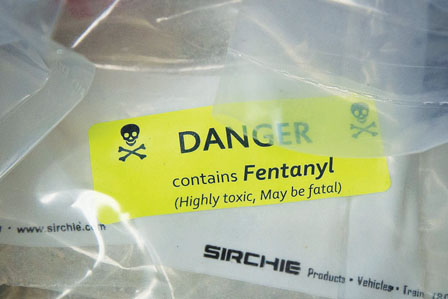 DANGER
contains Fentanyl
(Highly toxic, May be fatal)
• www.sirchie.com
SIRCHIE Products • Vehicles • Train